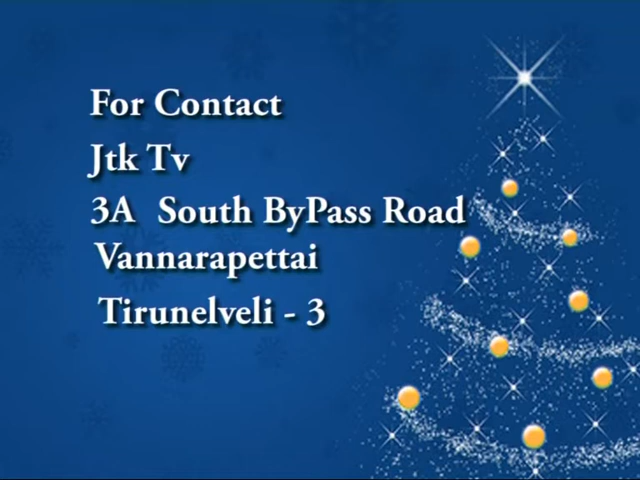 For Contact
Jtk Tv
3A South ByPass Road
Vannarapettai
Tirunelveli - 3